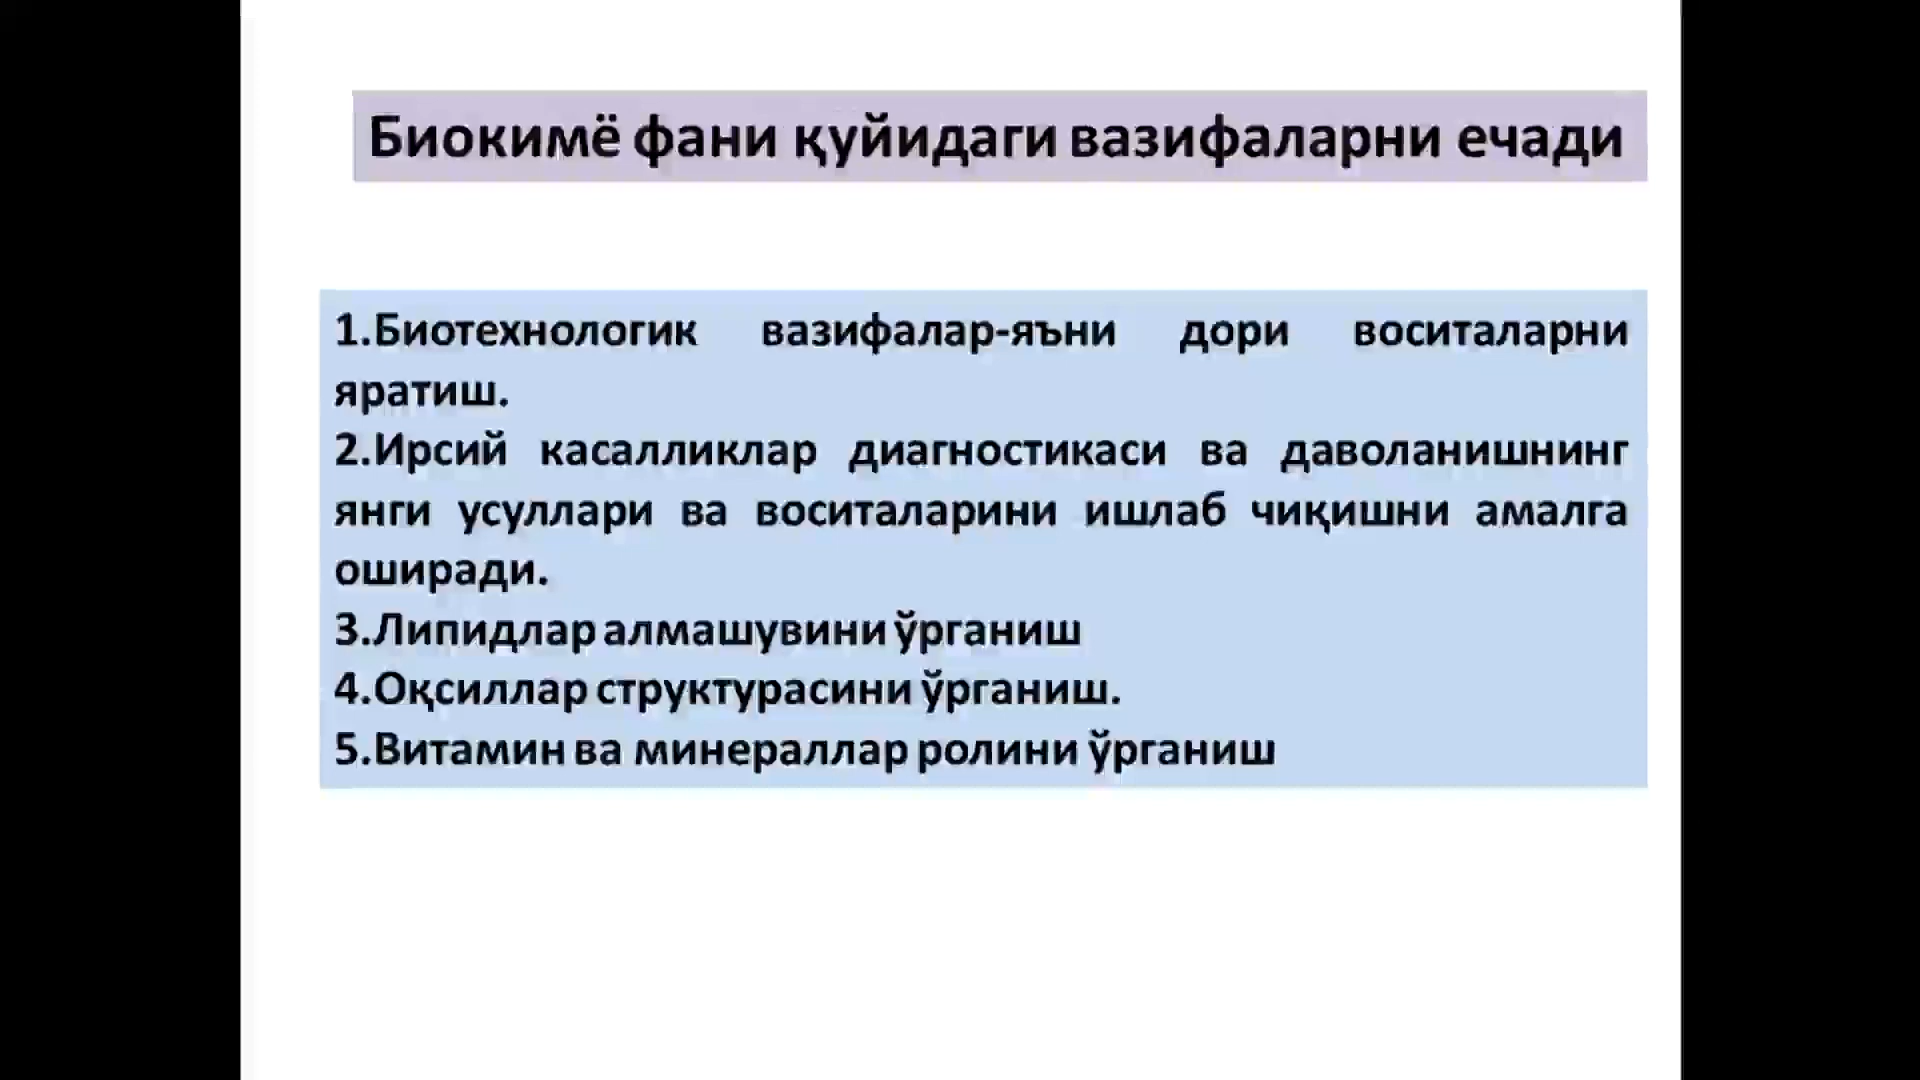 Биокимё фани қуйидаги вазифаларни ечади
1.Биотехнологик вазифалар-яъни дори воситаларни
яратиш.
2.Ирсий касалликлар диагностикаси ва даволанишнинг
янги усуллари ва воситаларини ишлаб чиқишни амалга
оширади.
3.Липидлар алмашувини ўрганиш
4.Оқсиллар структурасини ўрганиш.
5.Витамин ва минераллар ролини ўрганиш